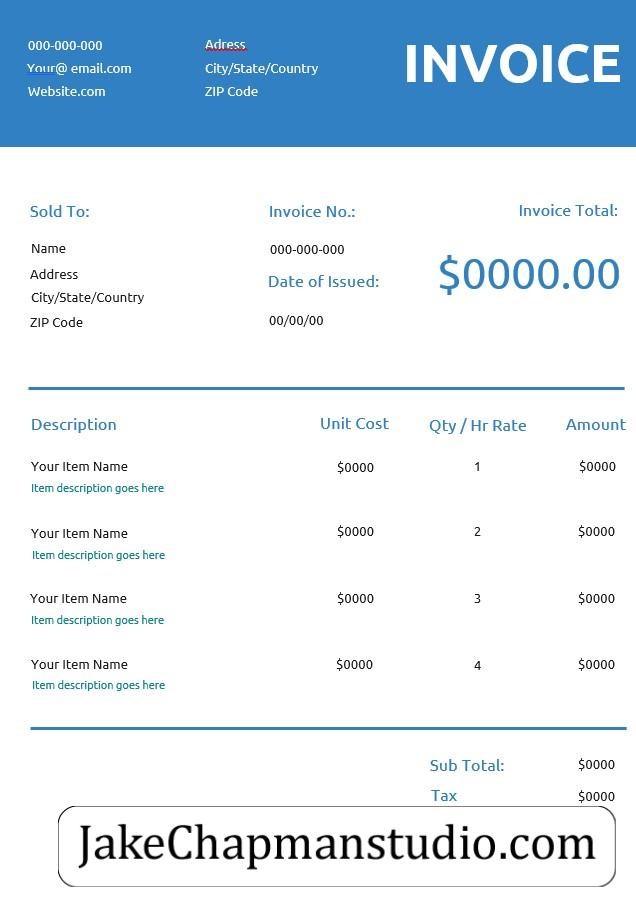 000-000-000
Your@ email.com
Website.com
Adress
City/State/Country
ZIP Code
INVOICE
Sold To:
Name
Address
City/State/Country
ZIP Code
Invoice No.:
000-000-000
Date of Issued:
00/00/00
Invoice Total:
$0000.00
Description Unit Cost Qty / Hr Rate Amount
Your Item Name $0000 1 $0000
Item description goes here
Your Item Name $0000 2 $0000
Item description goes here
Your Item Name $0000 3 $0000
Item description goes here
Your Item Name $0000 4 $0000
Item description goes here
Sub Total: $0000
Tax $0000
JakeChapmanstudio.com